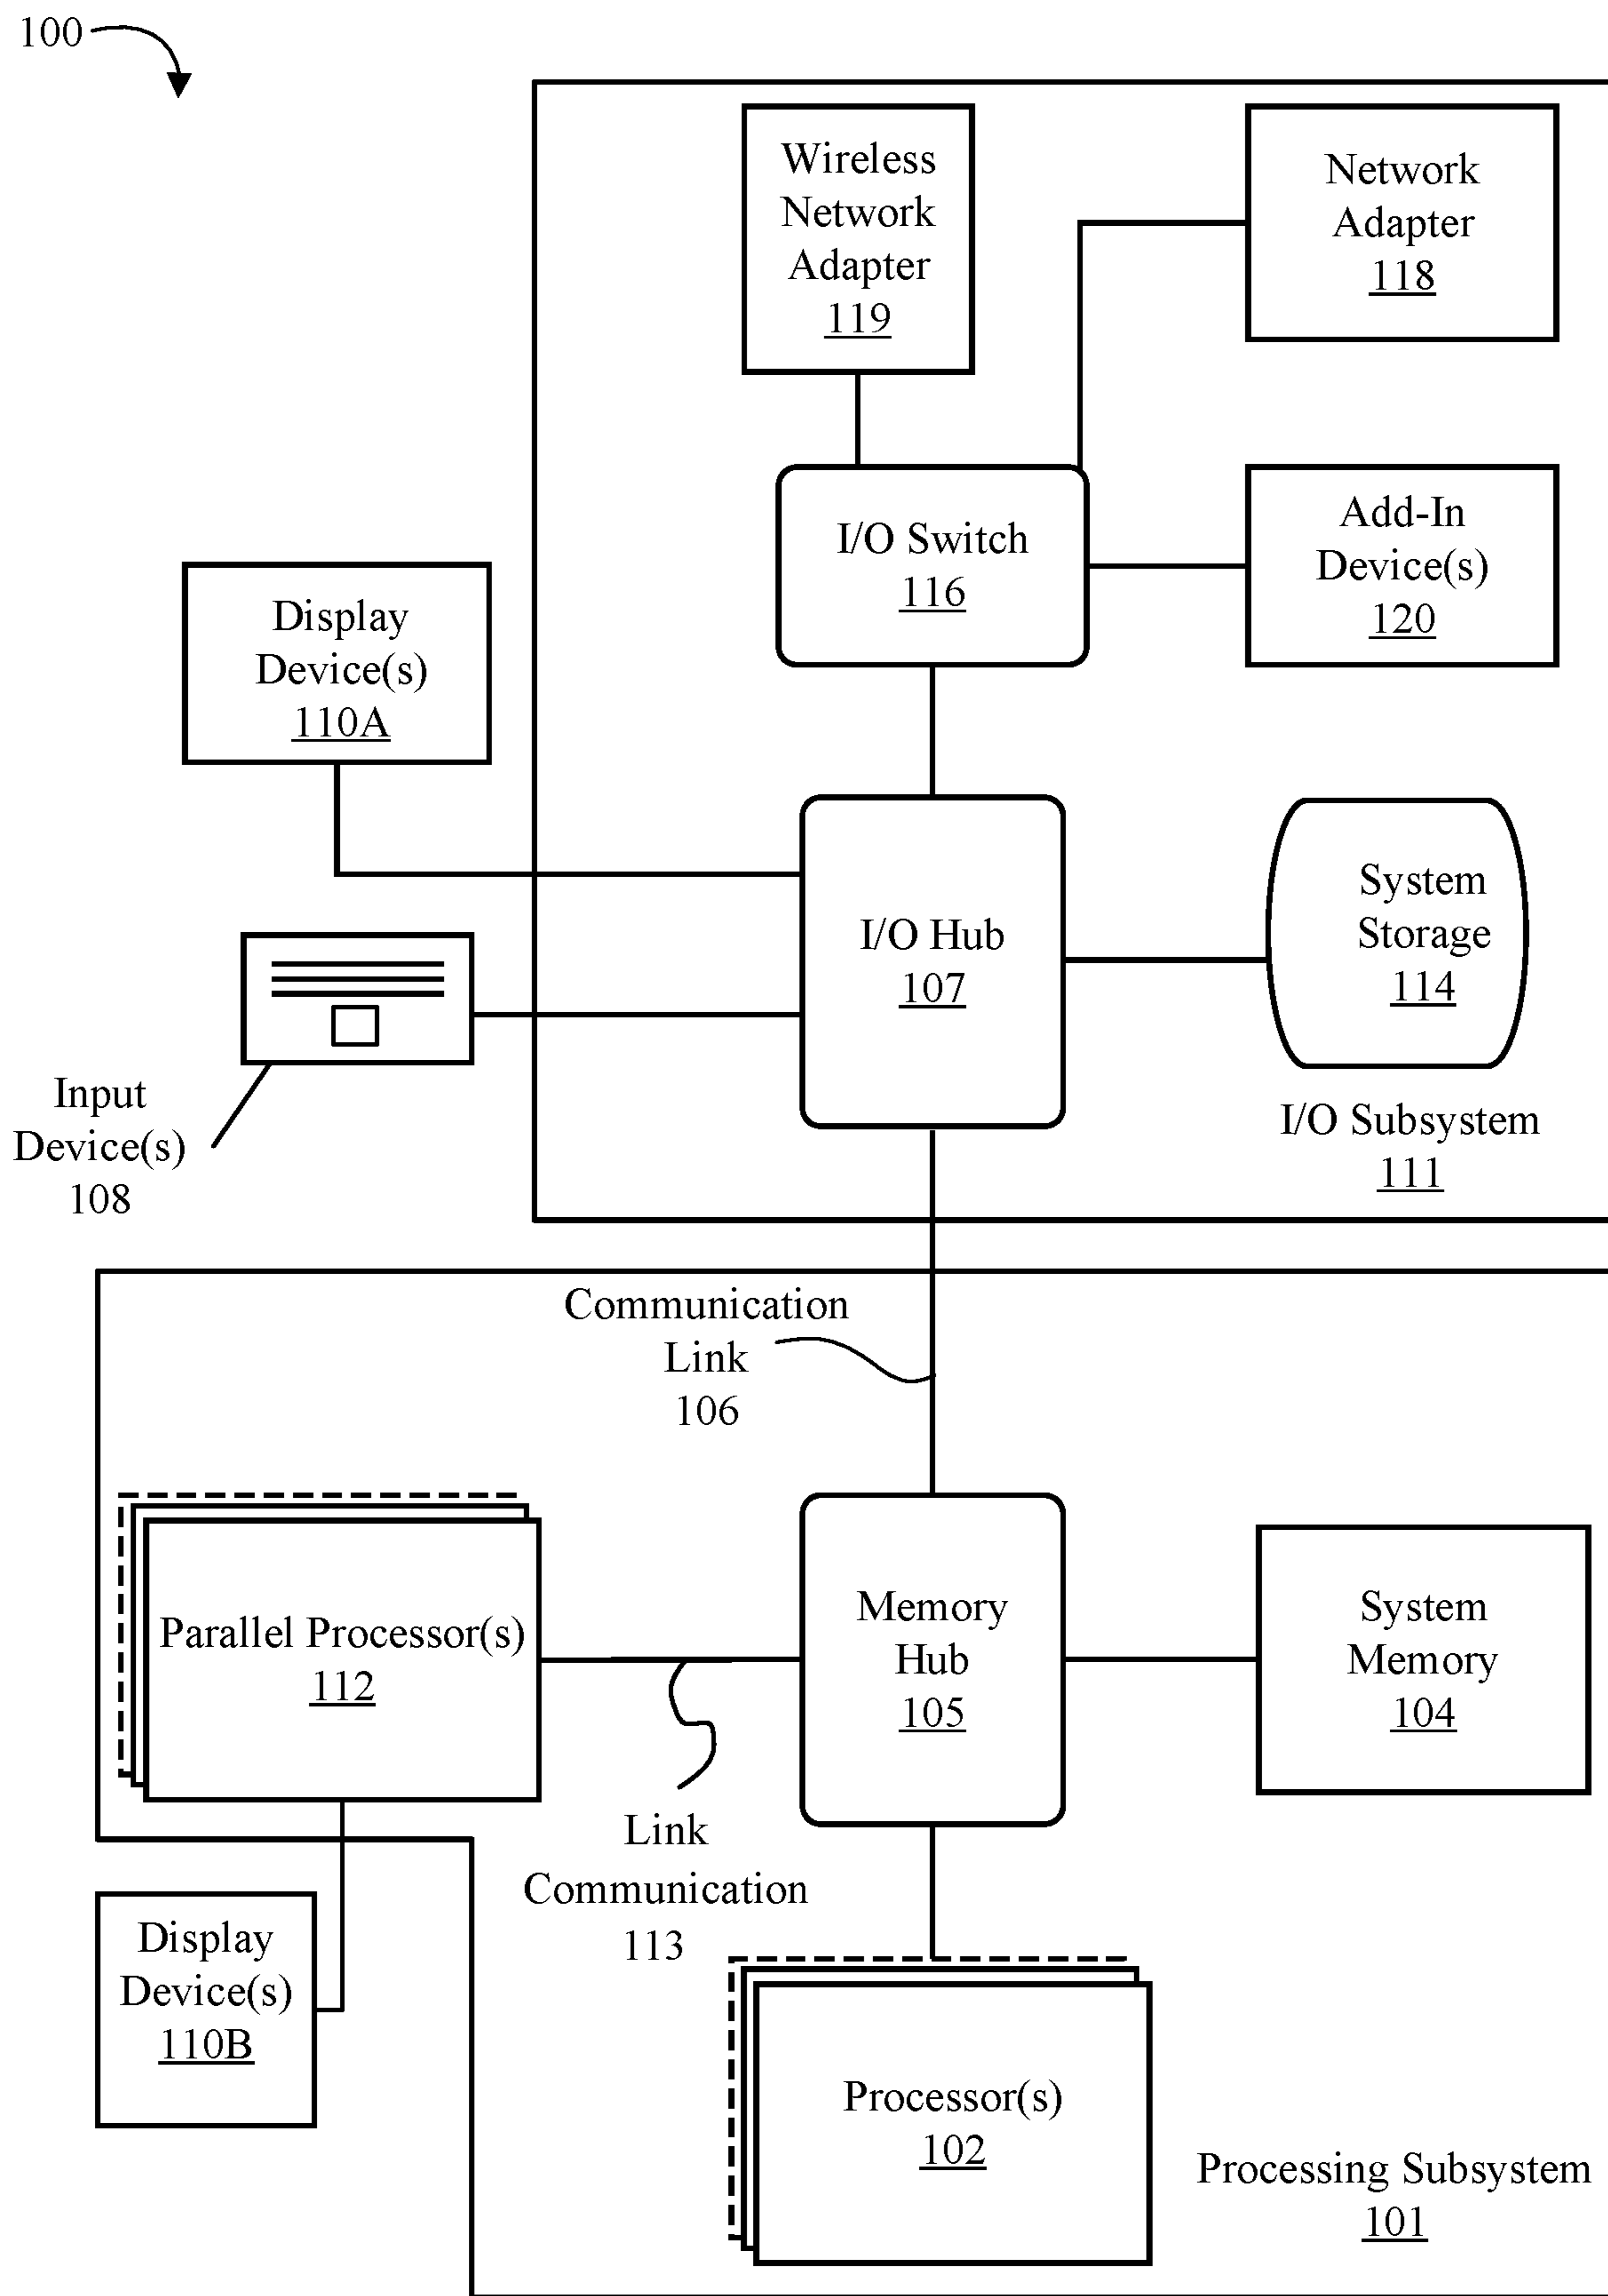 100
Wireless
Network
Adapter
119
Network
Adapter
118
I/O Switch
116
Add-In
Device(s)
120
Display
Device(s)
110A
I/O Hub
107
System
Storage
114
Input
Device(s)
108
I/O Subsystem
111
Communication
Link
106
Parallel Processor(s)
112
Memory
Hub
105
System
Memory
104
Link
Communication
113
Display
Device(s)
110B
Processor(s)
102
Processing Subsystem
101